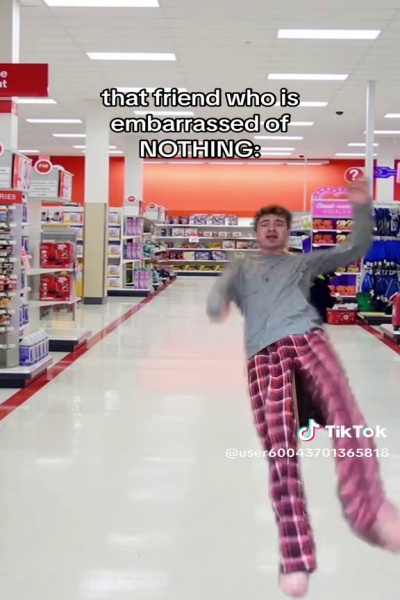 that friend who is
embarrassed of
NOTHING:
?
TikTok
@user60043701365818